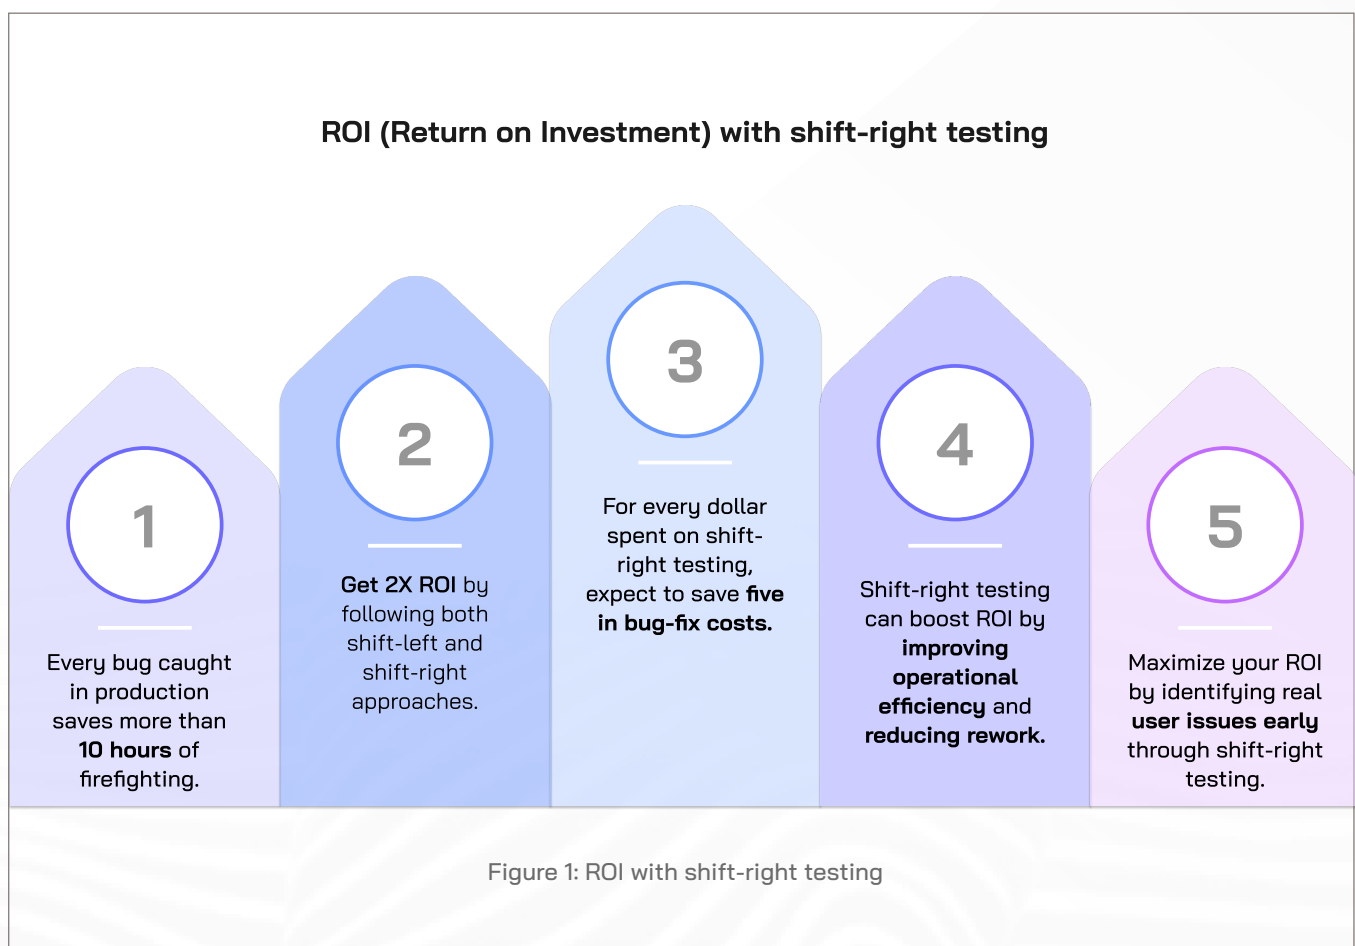 ROI (Return on Investment) with shift-right testing
1
Every bug caught
in production
saves more than
10 hours of
firefighting.
2
Get 2X ROI by
following both
shift-left and
shift-right
approaches.
3
For every dollar
spent on shift-
right testing,
expect to save five
in bug-fix costs.
4
Shift-right testing
can boost ROI by
improving
operational
efficiency and
reducing rework.
5
Maximize your ROI
by identifying real
user issues early
through shift-right
testing.
Figure 1: ROI with shift-right testing